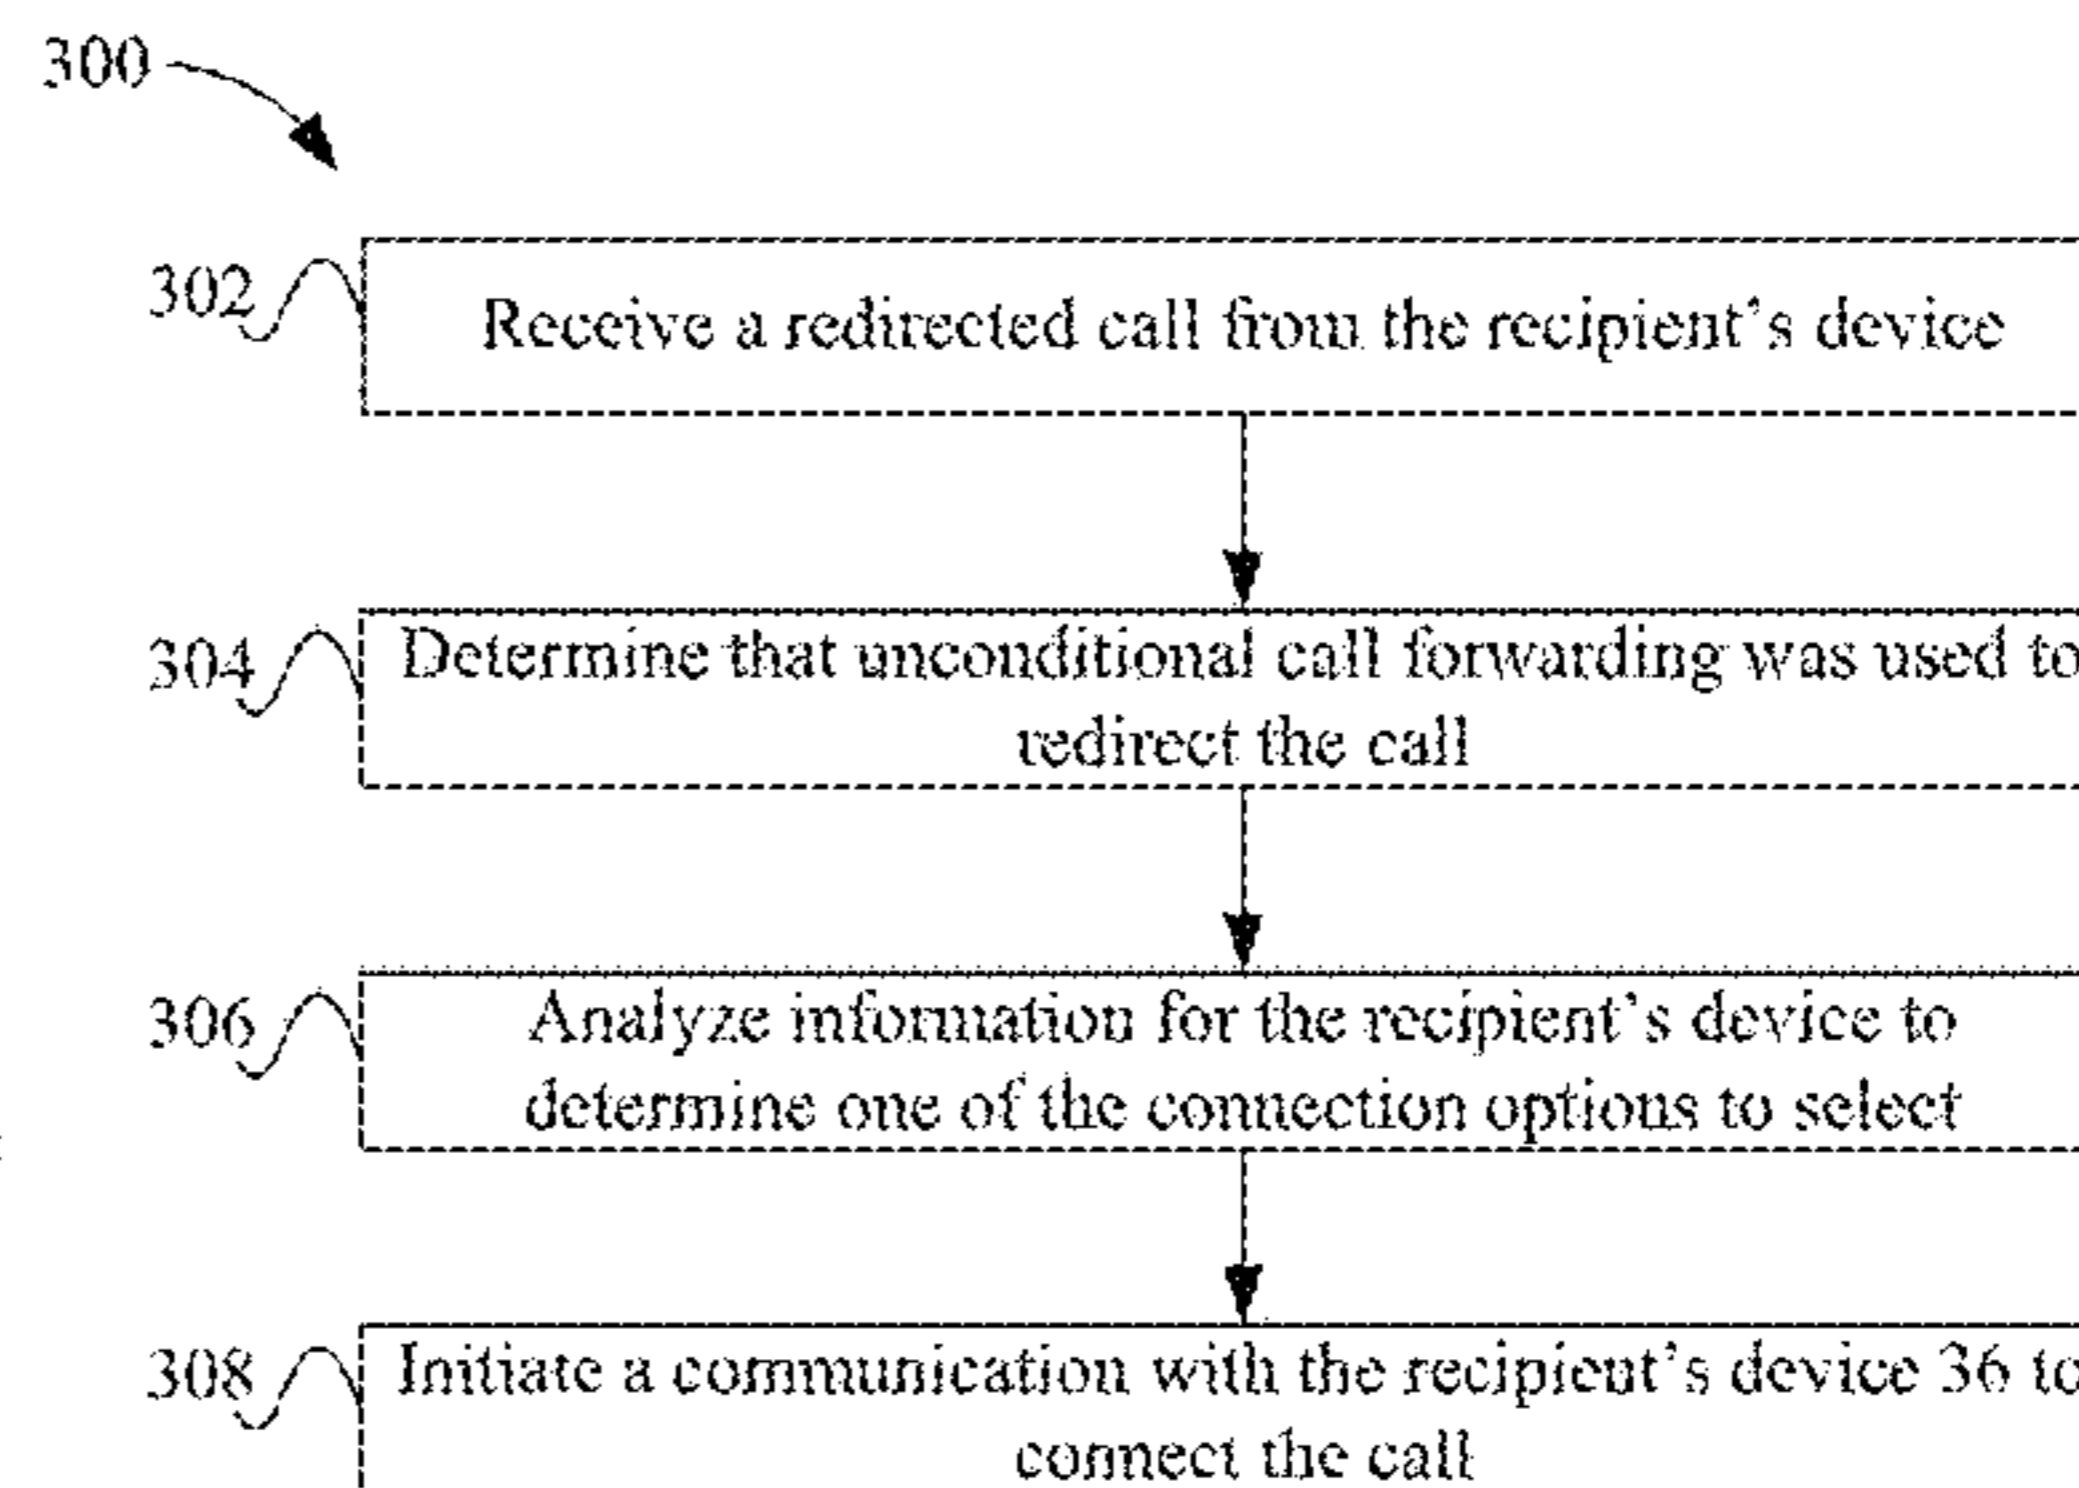 300
302
Receive a redirected call from the recipient's device
304
Determine that unconditional call forwarding was used to
redirect the call
306
Analyze information for the recipient's device to
determine one of the connection options to select
308
Initiate a communication with the recipient's device 36 to
connect the call